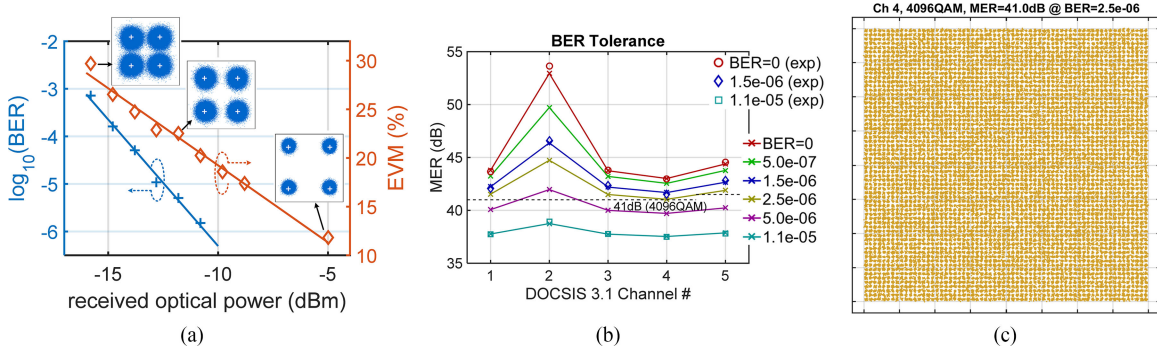 -2
-3
-4
-5
-6
log10(BER)
30
25
20
15
10
EVM (%)
-15
-10
-5
received optical power (dBm)
(a)
BER Tolerance
55
50
45
40
35
MER (dB)
BER=0 (exp)
1.5e-06 (exp)
1.1e-05 (exp)
BER=0
5.0e-07
1.5e-06
2.5e-06
5.0e-06
1.1e-05
41dB (4096QAM)
1 2 3 4 5
DOCSIS 3.1 Channel #
(b)
Ch 4, 4096QAM, MER=41.0dB @ BER=2.5e-06
(c)